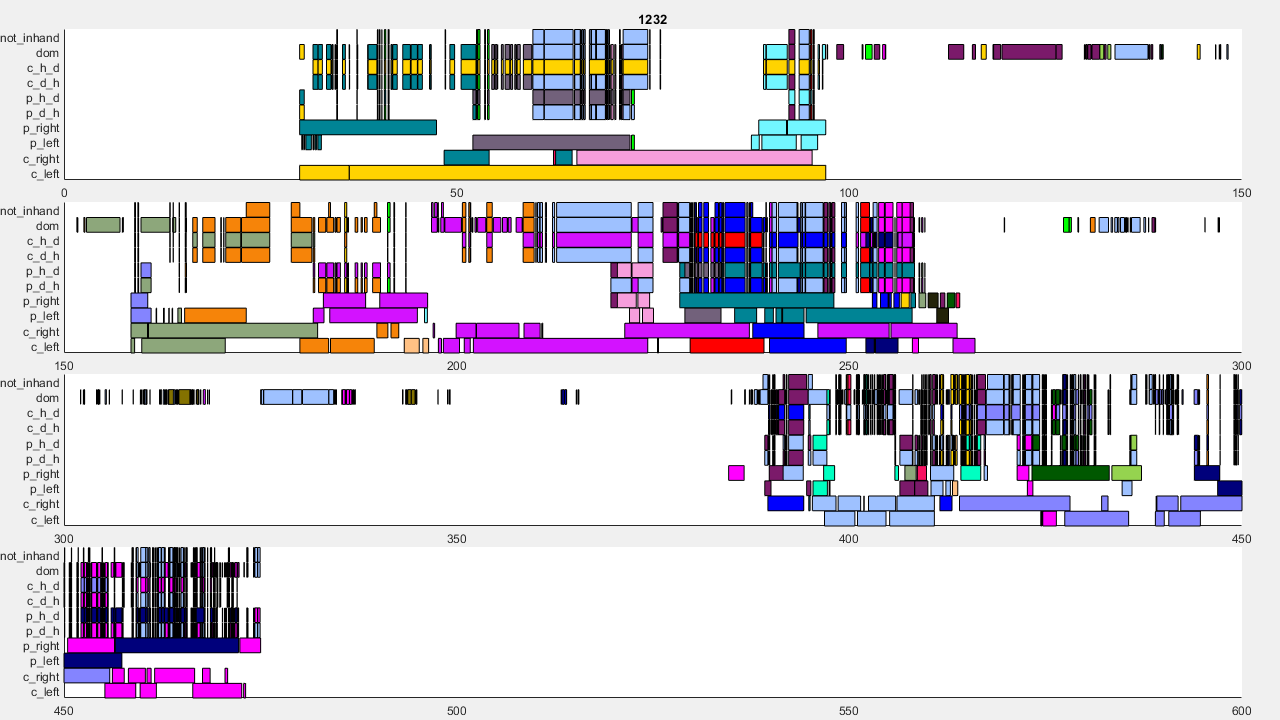 1232
not_inhand
dom
c_h_d
c_d_h
p_h_d
p_d_h
p_right
p_left
c_right
c_left
0 50 100 150
not_inhand
dom
c_h_d
c_d_h
p_h_d
p_d_h
p_right
p_left
c_right
c_left
150 200 250 300
not_inhand
dom
c_h_d
c_d_h
p_h_d
p_d_h
p_right
p_left
c_right
c_left
300 350 400 450
not_inhand
dom
c_h_d
c_d_h
p_h_d
p_d_h
p_right
p_left
c_right
c_left
450 500 550 600